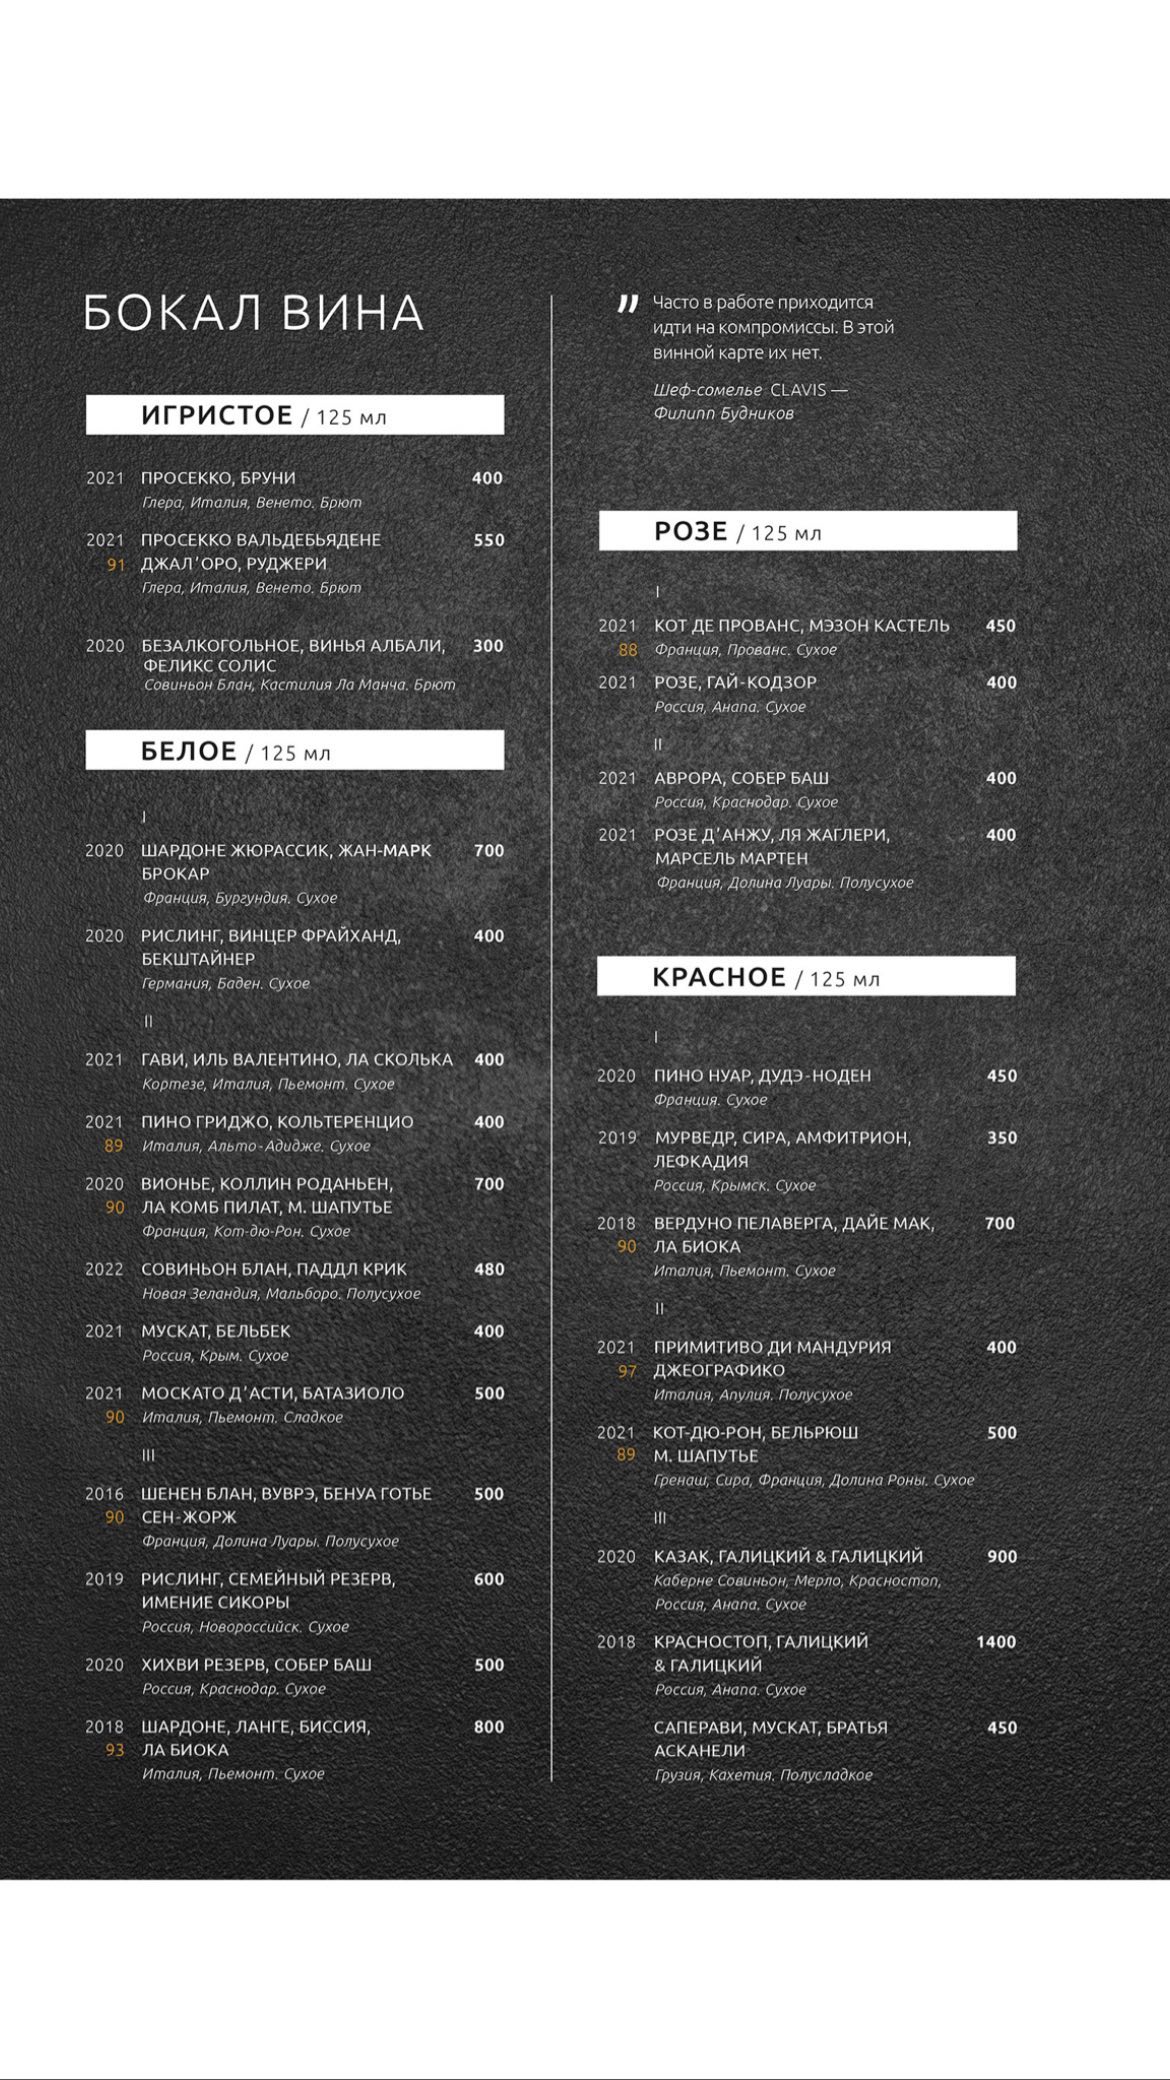 БОКАЛ ВИНА
ИГРИСТОЕ / 125 мл
2021 ПРОСЕККО, БРУНИ 400
Глера, Италия, Венето. Брют
2021 ПРОСЕККО ВАЛЬДЕБЬЯДЕНЕ 550
91 ДЖАЛ'ОРО, РУДЖЕРИ
Глера, Италия, Венето. Брют
2020 БЕЗАЛКОГОЛЬНОЕ, ВИНЬЯ АЛБАЛИ, 300
ФЕЛИКС СОЛИС
Совиньон Блан, Кастилия Ла Манча. Брют
БЕЛОЕ / 125 мл
I
2020 ШАРДОНЕ ЖЮРАССИК, ЖАН-МАРК 700
БРОКАР
Франция, Бургундия. Сухое
2020 РИСЛИНГ, ВИНЦЕР ФРАЙХАНД, 400
БЕКШТАЙНЕР
Германия, Баден. Сухое
II
2021 ГАВИ, ИЛЬ ВАЛЕНТИНО, ЛА СКОЛЬКА 400
Кортезе, Италия, Пьемонт. Сухое
2021 ПИНО ГРИДЖО, КОЛЬТЕРЕНЦИО 400
89 Италия, Альто-Адидже. Сухое
2020 ВИОНЬЕ, КОЛЛИН РОДАНЬЕН, 700
90 ЛА КОМБ ПИЛАТ, М. ШАПУТЬЕ
Франция, Кот-дю-Рон. Сухое
2022 СОВИНЬОН БЛАН, ПАДДЛ КРИК 480
Новая Зеландия, Мальборо. Полусухое
2021 МУСКАТ, БЕЛЬБЕК 400
Россия, Крым. Сухое
2021 МОСКАТО Д'АСТИ, БАТАЗИОЛО 500
90 Италия, Пьемонт. Сладкое
III
2016 ШЕНЕН БЛАН, ВУВРЭ, БЕНУА ГОТЬЕ 500
90 СЕН-ЖОРЖ
Франция, Долина Луары. Полусухое
2019 РИСЛИНГ, СЕМЕЙНЫЙ РЕЗЕРВ, 600
ИМЕНИЕ СИКОРЫ
Россия, Новороссийск. Сухое
2020 ХИХВИ РЕЗЕРВ, СОБЕР БАШ 500
Россия, Краснодар. Сухое
2018 ШАРДОНЕ, ЛАНГЕ, БИССИЯ, 800
93 ЛА БИОКА
Италия, Пьемонт. Сухое
" Часто в работе приходится
идти на компромиссы. В этой
винной карте их нет.
Шеф-сомелье CLAVIS —
Филипп Будников
РОЗЕ / 125 мл
I
2021 КОТ ДЕ ПРОВАНС, МЭЗОН КАСТЕЛЬ 450
88 Франция, Прованс. Сухое
2021 РОЗЕ, ГАЙ-КОДЗОР 400
Россия, Анапа. Сухое
II
2021 АВРОРА, СОБЕР БАШ 400
Россия, Краснодар. Сухое
2021 РОЗЕ Д'АНЖУ, ЛЯ ЖАГЛЕРИ, 400
МАРСЕЛЬ МАРТЕН
Франция, Долина Луары. Полусухое
КРАСНОЕ / 125 мл
I
2020 ПИНО НУАР, ДУДЭ-НОДЕН 450
Франция. Сухое
2019 МУРВЕДР, СИРА, АМФИТРИОН, 350
ЛЕФКАДИЯ
Россия, Крымск. Сухое
2018 ВЕРДУНО ПЕЛАВЕРГА, ДАЙЕ МАК, 700
90 ЛА БИОКА
Италия, Пьемонт. Сухое
II
2021 ПРИМИТИВО ДИ МАНДУРИЯ 400
97 ДЖЕОГРАФИКО
Италия, Апулия. Полусухое
2021 КОТ-ДЮ-РОН, БЕЛЬРЮШ 500
89 М. ШАПУТЬЕ
Гренаш, Сира, Франция, Долина Роны. Сухое
III
2020 КАЗАК, ГАЛИЦКИЙ & ГАЛИЦКИЙ 900
Каберне Совиньон, Мерло, Красностоп,
Россия, Анапа. Сухое
2018 КРАСНОСТОП, ГАЛИЦКИЙ 1400
& ГАЛИЦКИЙ
Россия, Анапа. Сухое
САПЕРАВИ, МУСКАТ, БРАТЬЯ 450
АСКАНЕЛИ
Грузия, Кахетия. Полусладкое